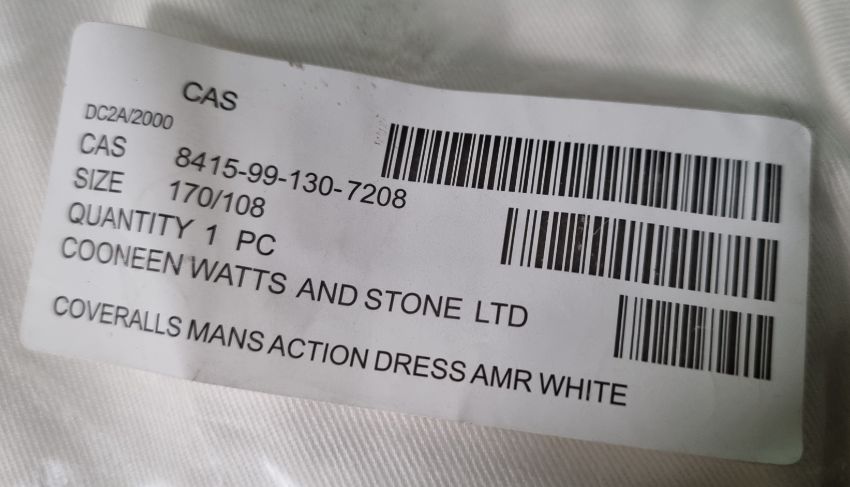 CAS
DC2A/2000
CAS 8415-99-130-7208
SIZE 170/108
QUANTITY 1 PC
COONEEN WATTS AND STONE LTD
COVERALLS MANS ACTION DRESS AMR WHITE